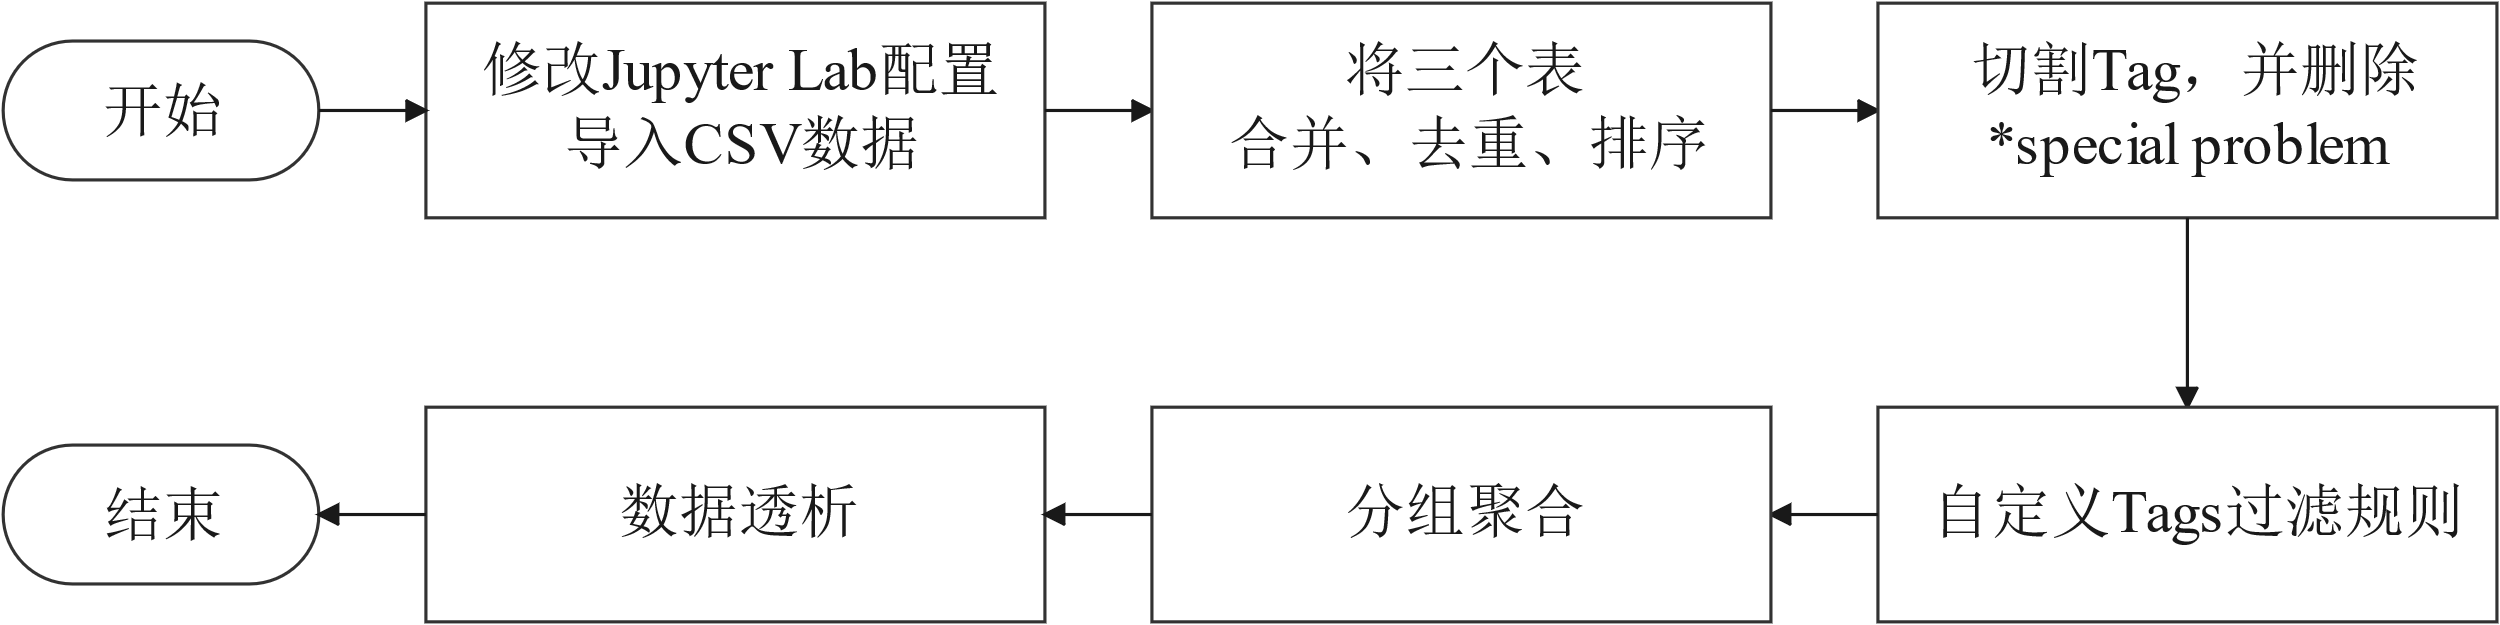 开始
修改Jupyter Lab配置
导入CSV数据
将三个表
合并、去重、排序
切割Tag，并删除
*special problem
自定义Tags过滤规则
分组聚合
数据透析
结束